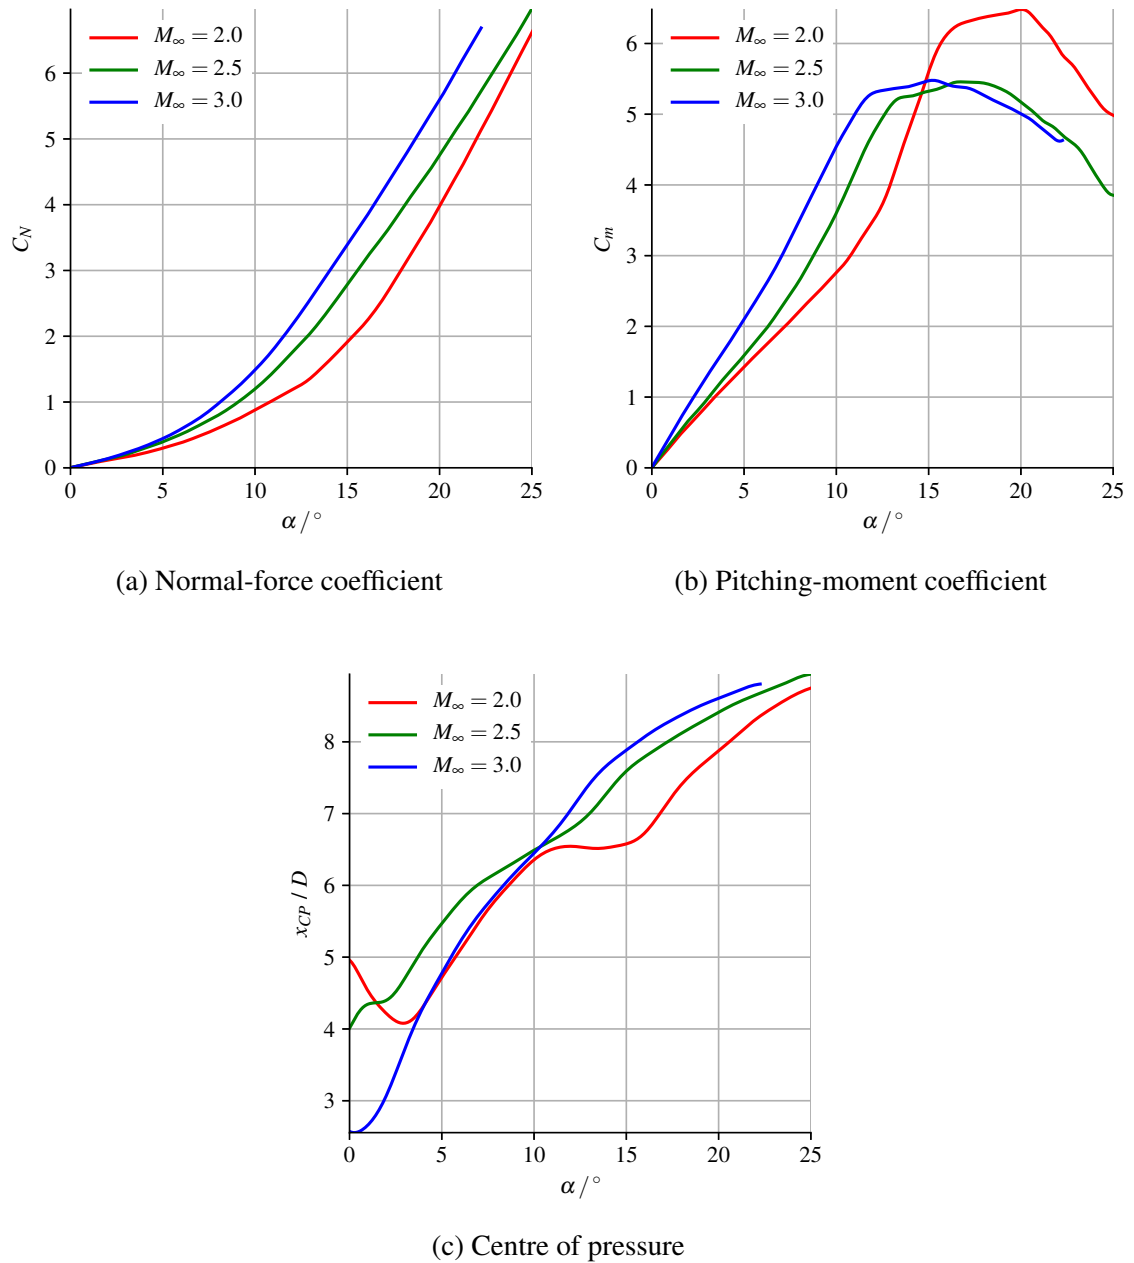 M∞ = 2.0
M∞ = 2.5
M∞ = 3.0
6
5
4
3
2
1
0
C_N
0 5 10 15 20 25
α/°
(a) Normal-force coefficient
M∞ = 2.0
M∞ = 2.5
M∞ = 3.0
6
5
4
3
2
1
0
C_m
0 5 10 15 20 25
α/°
(b) Pitching-moment coefficient
M∞ = 2.0
M∞ = 2.5
M∞ = 3.0
8
7
6
5
4
3
x_CP / D
0 5 10 15 20 25
α/°
(c) Centre of pressure